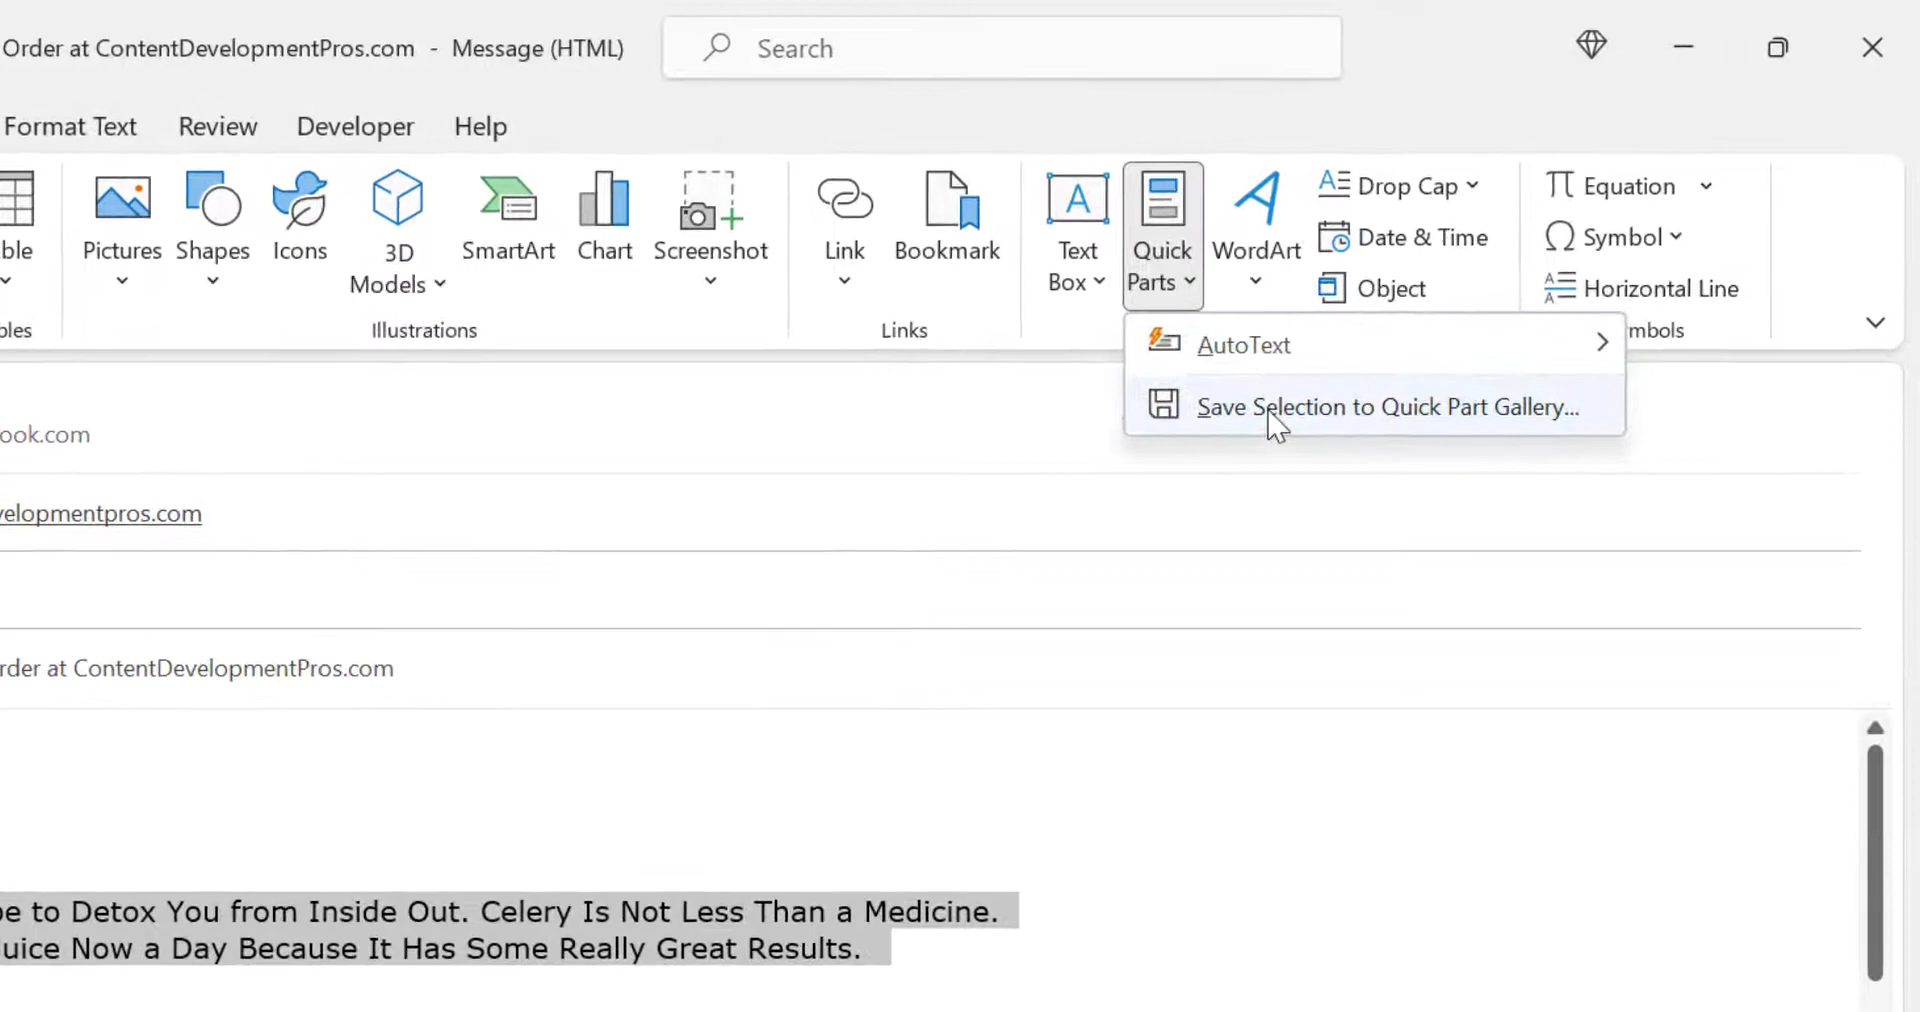 Order at ContentDevelopmentPros.com - Message (HTML)
Search
Format Text Review Developer Help
ble
Pictures
Shapes
Icons
3D
Models
SmartArt
Chart
Screenshot
Link
Bookmark
Text
Box
A
Quick
Parts
WordArt
Drop Cap
Date & Time
Object
Equation
Symbol
Horizontal Line
bles
Illustrations
Links
mbols
AutoText
Save Selection to Quick Part Gallery...
ook.com
velopmentpros.com
rder at ContentDevelopmentPros.com
pe to Detox You from Inside Out. Celery Is Not Less Than a Medicine.
uice Now a Day Because It Has Some Really Great Results.